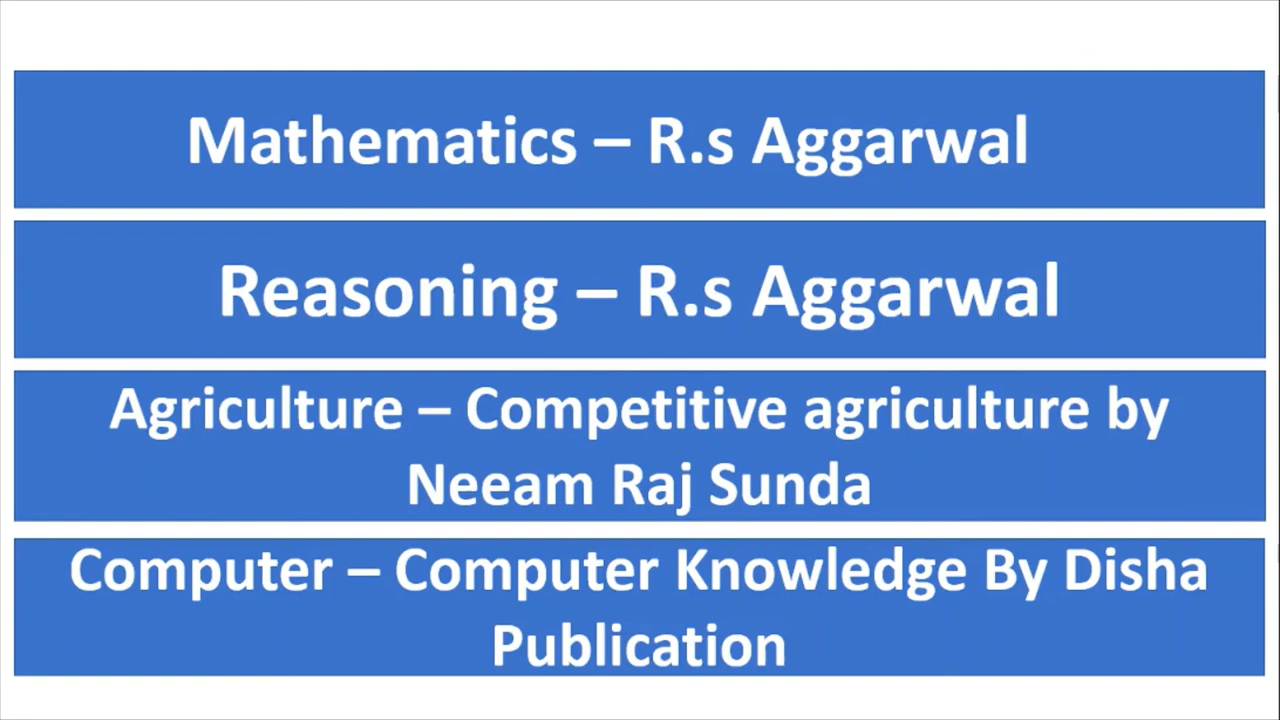 Mathematics – R.s Aggarwal
Reasoning – R.s Aggarwal
Agriculture – Competitive agriculture by
Neeam Raj Sunda
Computer – Computer Knowledge By Disha
Publication